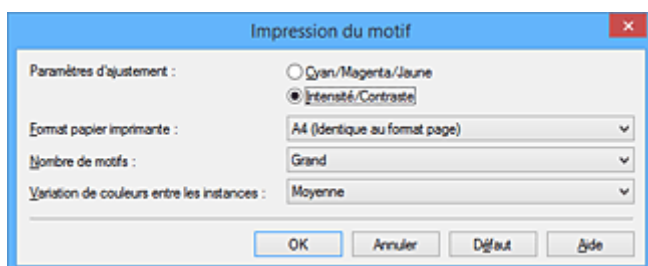 Impression du motif
Paramètres d'ajustement :
Cyan/Magenta/Jaune
Intensité/Contraste
Format papier imprimante :
A4 (Identique au format page)
Nombre de motifs :
Grand
Variation de couleurs entre les instances :
Moyenne
OK Annuler Défaut Aide